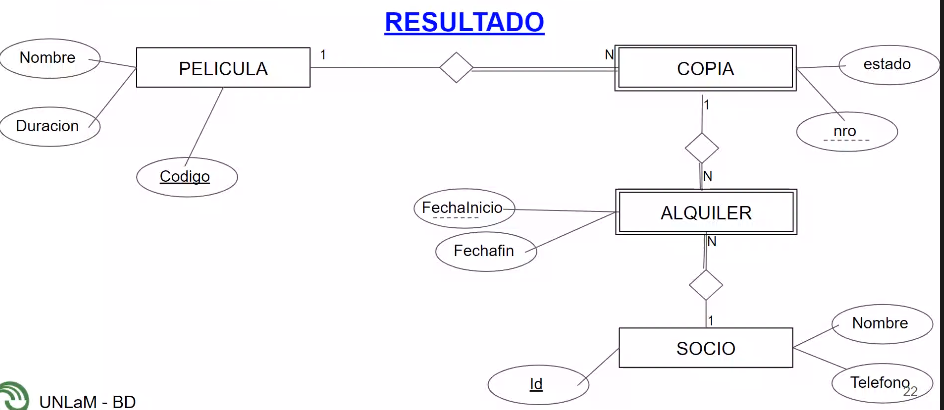 RESULTADO
Nombre
PELICULA
1
N
COPIA
estado
Duracion
nro
Codigo
1
N
FechaInicio
ALQUILER
Fechafin
N
1
Nombre
SOCIO
Id
Telefono
22
UNLaM - BD